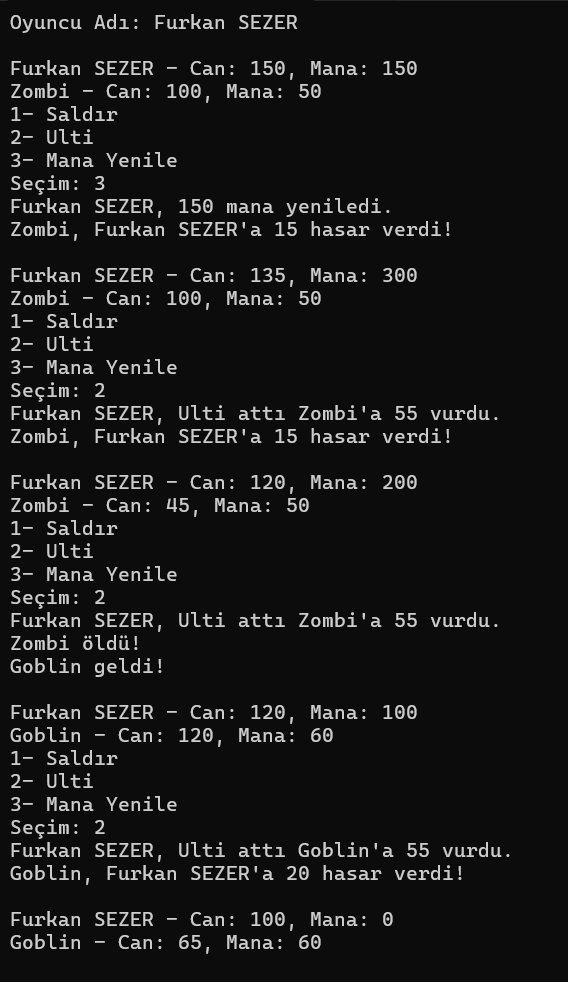 Oyuncu Adı: Furkan SEZER
Furkan SEZER - Can: 150, Mana: 150
Zombi - Can: 100, Mana: 50
1- Saldır
2- Ulti
3- Mana Yenile
Seçim: 3
Furkan SEZER, 150 mana yeniledi.
Zombi, Furkan SEZER'a 15 hasar verdi!
Furkan SEZER - Can: 135, Mana: 300
Zombi - Can: 100, Mana: 50
1- Saldır
2- Ulti
3- Mana Yenile
Seçim: 2
Furkan SEZER, Ulti attı Zombi'a 55 vurdu.
Zombi, Furkan SEZER'a 15 hasar verdi!
Furkan SEZER - Can: 120, Mana: 200
Zombi - Can: 45, Mana: 50
1- Saldır
2- Ulti
3- Mana Yenile
Seçim: 2
Furkan SEZER, Ulti attı Zombi'a 55 vurdu.
Zombi öldü!
Goblin geldi!
Furkan SEZER - Can: 120, Mana: 100
Goblin - Can: 120, Mana: 60
1- Saldır
2- Ulti
3- Mana Yenile
Seçim: 2
Furkan SEZER, Ulti attı Goblin'a 55 vurdu.
Goblin, Furkan SEZER'a 20 hasar verdi!
Furkan SEZER - Can: 100, Mana: 0
Goblin - Can: 65, Mana: 60